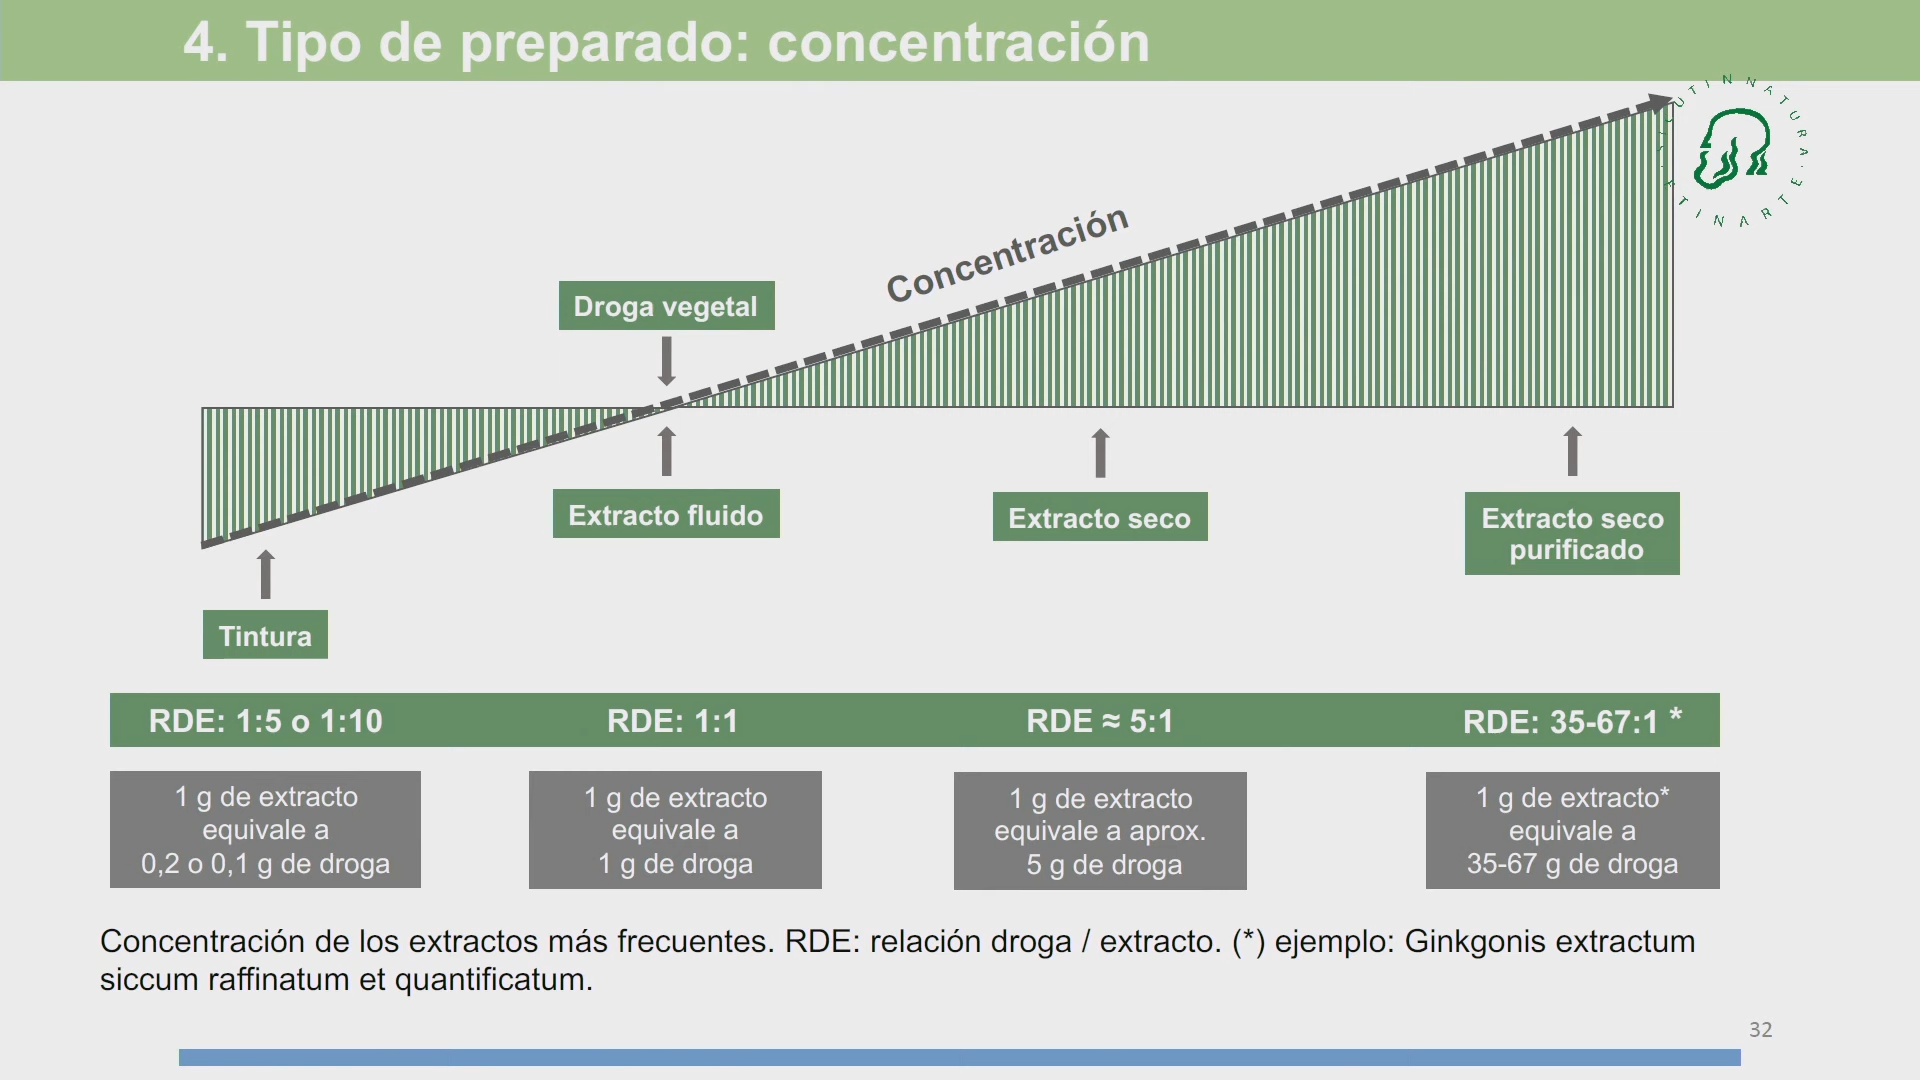 4. Tipo de preparado: concentración
Concentración
Droga vegetal
Extracto fluido
Extracto seco
Extracto seco
purificado
Tintura
RDE: 1:5 o 1:10
RDE: 1:1
RDE ≈ 5:1
RDE: 35-67:1 *
1 g de extracto
equivale a
0,2 o 0,1 g de droga
1 g de extracto
equivale a
1 g de droga
1 g de extracto
equivale a aprox.
5 g de droga
1 g de extracto*
equivale a
35-67 g de droga
Concentración de los extractos más frecuentes. RDE: relación droga / extracto. (*) ejemplo: Ginkgonis extractum
siccum raffinatum et quantificatum.
32